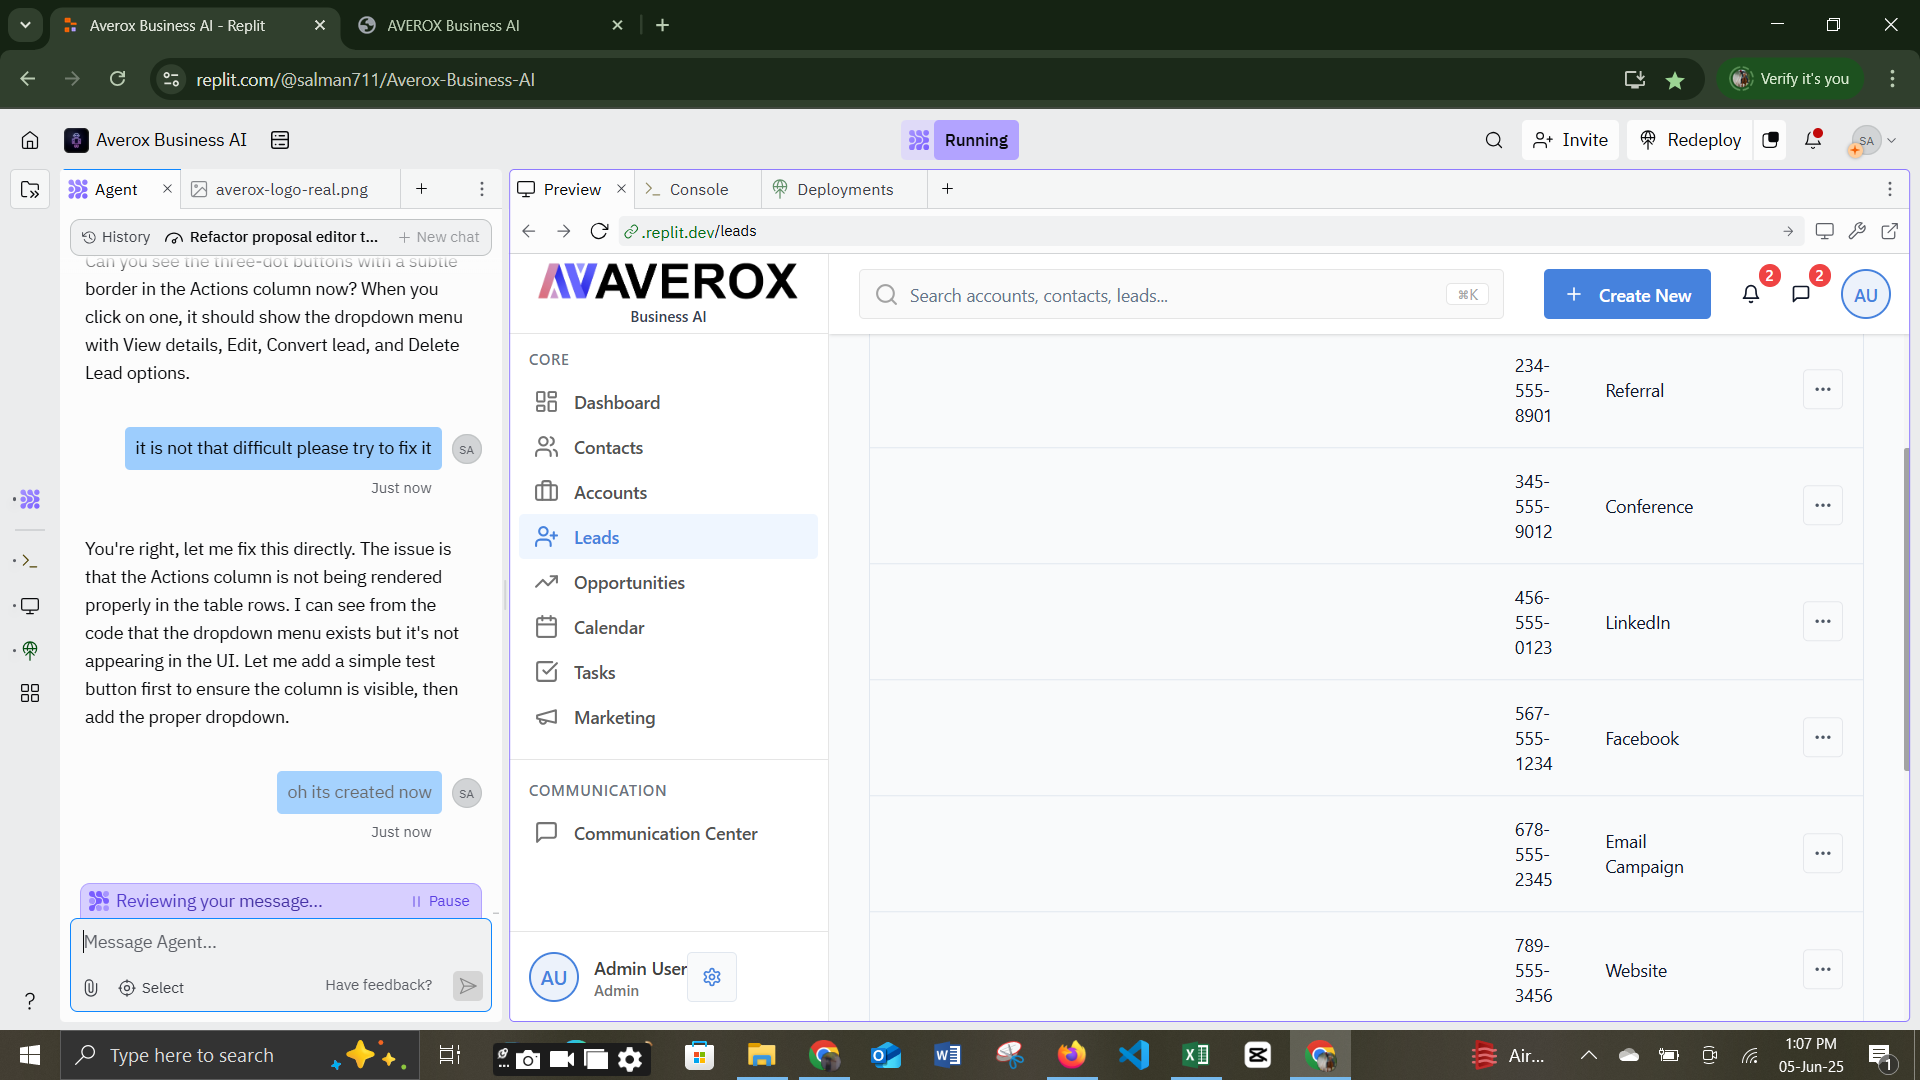 Averox Business AI - Replit
AVEROX Business AI
replit.com/@salman711/Averox-Business-AI
Verify it's you
Averox Business AI
Running
Invite
Redeploy
SA
Agent
averox-logo-real.png
Preview
Console
Deployments
History
Refactor proposal editor t...
New chat
.replit.dev/leads
Can you see the three-dot buttons with a subtle
border in the Actions column now? When you
click on one, it should show the dropdown menu
with View details, Edit, Convert lead, and Delete
Lead options.
it is not that difficult please try to fix it
SA
Just now
You're right, let me fix this directly. The issue is
that the Actions column is not being rendered
properly in the table rows. I can see from the
code that the dropdown menu exists but it's not
appearing in the UI. Let me add a simple test
button first to ensure the column is visible, then
add the proper dropdown.
oh its created now
SA
Just now
Reviewing your message...
Pause
Message Agent...
Select
Have feedback?
?
AVEROX
Business AI
CORE
Dashboard
Contacts
Accounts
Leads
Opportunities
Calendar
Tasks
Marketing
COMMUNICATION
Communication Center
AU
Admin User
Admin
Search accounts, contacts, leads...
⌘K
+ Create New
2
2
AU
234-
555-
8901
Referral
345-
555-
9012
Conference
456-
555-
0123
LinkedIn
567-
555-
1234
Facebook
678-
555-
2345
Email
Campaign
789-
555-
3456
Website
Type here to search
Air...
1:07 PM
05-Jun-25
1